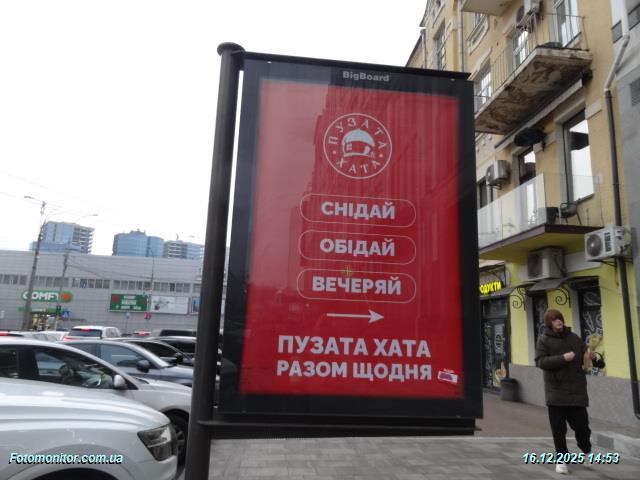 BigBoard
ПУЗАТА
ХАТА
СНІДАЙ
ОБІДАЙ
ВЕЧЕРЯЙ
ПУЗАТА ХАТА
РАЗОМ ЩОДНЯ
COMFY
ПРОДУКТИ
Fotomonitor.com.ua
16.12.2025 14:53